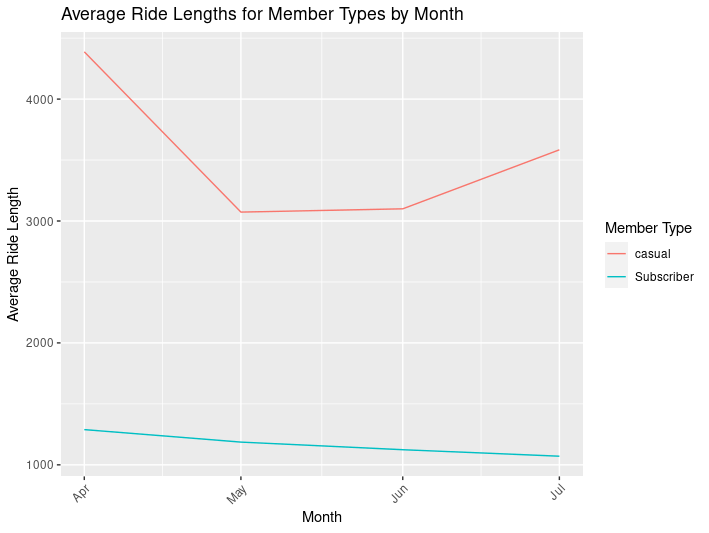 Average Ride Lengths for Member Types by Month
Average Ride Length
4000
3000
2000
1000
Apr
May
Jun
Jul
Month
Member Type
casual
Subscriber